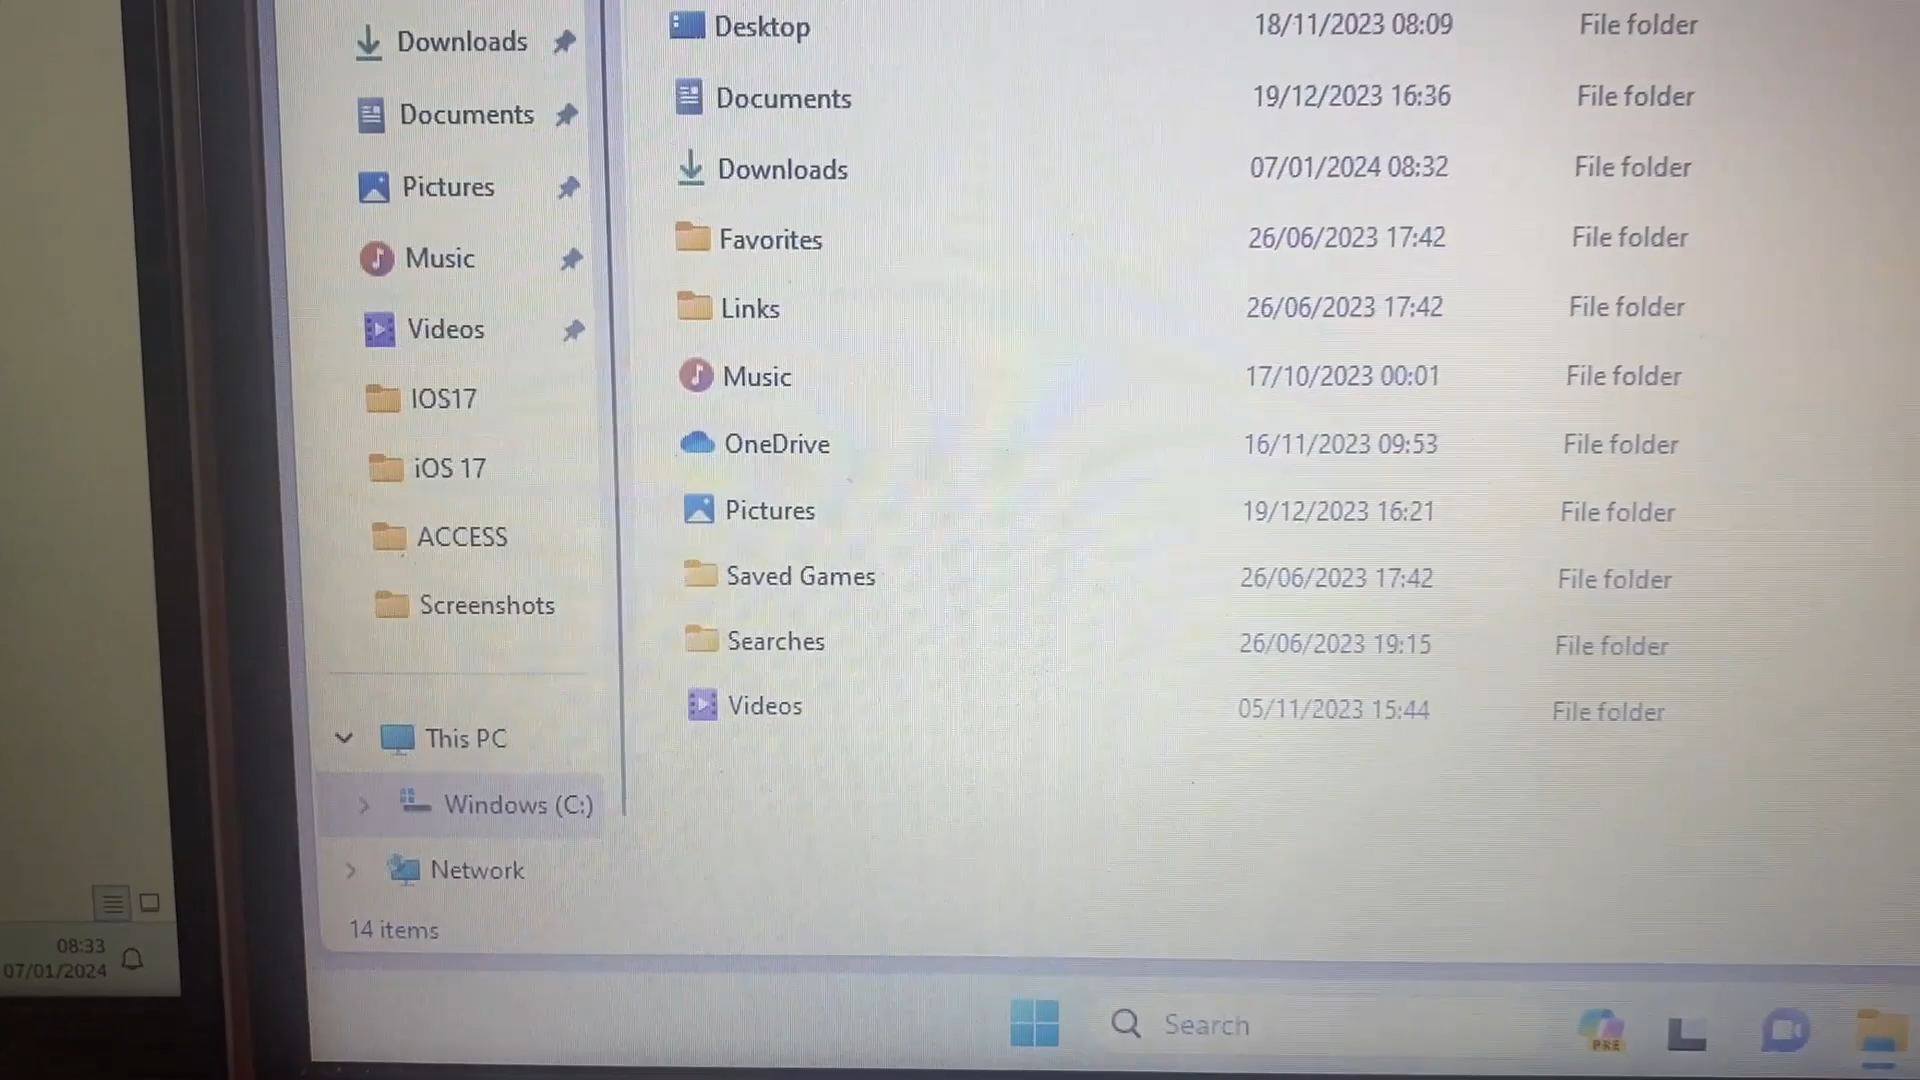 Downloads
Documents
Pictures
Music
Videos
IOS17
iOS 17
ACCESS
Screenshots
This PC
Windows (C:)
Network
14 items
Desktop 18/11/2023 08:09 File folder
Documents 19/12/2023 16:36 File folder
Downloads 07/01/2024 08:32 File folder
Favorites 26/06/2023 17:42 File folder
Links 26/06/2023 17:42 File folder
Music 17/10/2023 00:01 File folder
OneDrive 16/11/2023 09:53 File folder
Pictures 19/12/2023 16:21 File folder
Saved Games 26/06/2023 17:42 File folder
Searches 26/06/2023 19:15 File folder
Videos 05/11/2023 15:44 File folder
08:33
07/01/2024
Search
PRE